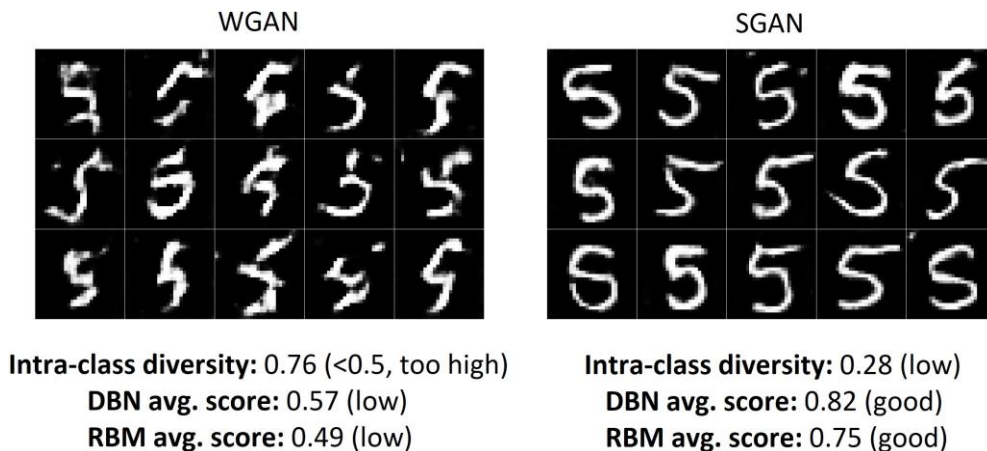 WGAN
SGAN
Intra-class diversity: 0.76 (<0.5, too high)
DBN avg. score: 0.57 (low)
RBM avg. score: 0.49 (low)
Intra-class diversity: 0.28 (low)
DBN avg. score: 0.82 (good)
RBM avg. score: 0.75 (good)